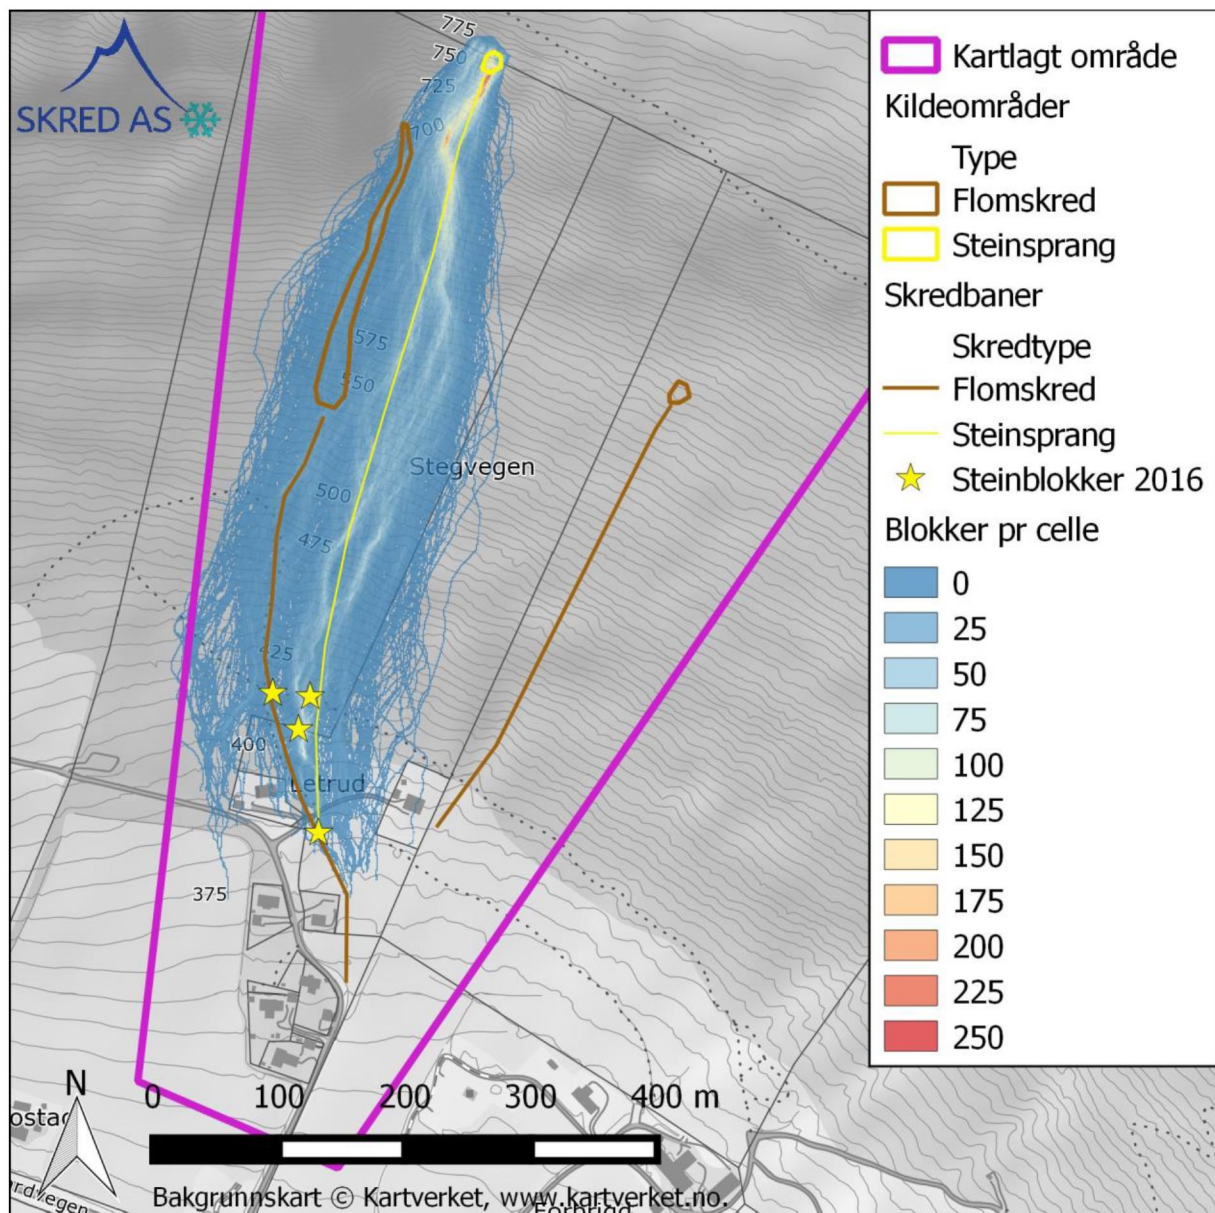 SKRED AS
775
750
725
700
575
550
Stegvegen
500
475
425
400
Letrud
375
N
0 100 200 300 400 m
Bakgrunnskart © Kartverket, www.kartverket.no.
Kartlagt område
Kildeområder
Type
Flomskred
Steinsprang
Skredbaner
Skredtype
Flomskred
Steinsprang
Steinblokker 2016
Blokker pr celle
0
25
50
75
100
125
150
175
200
225
250